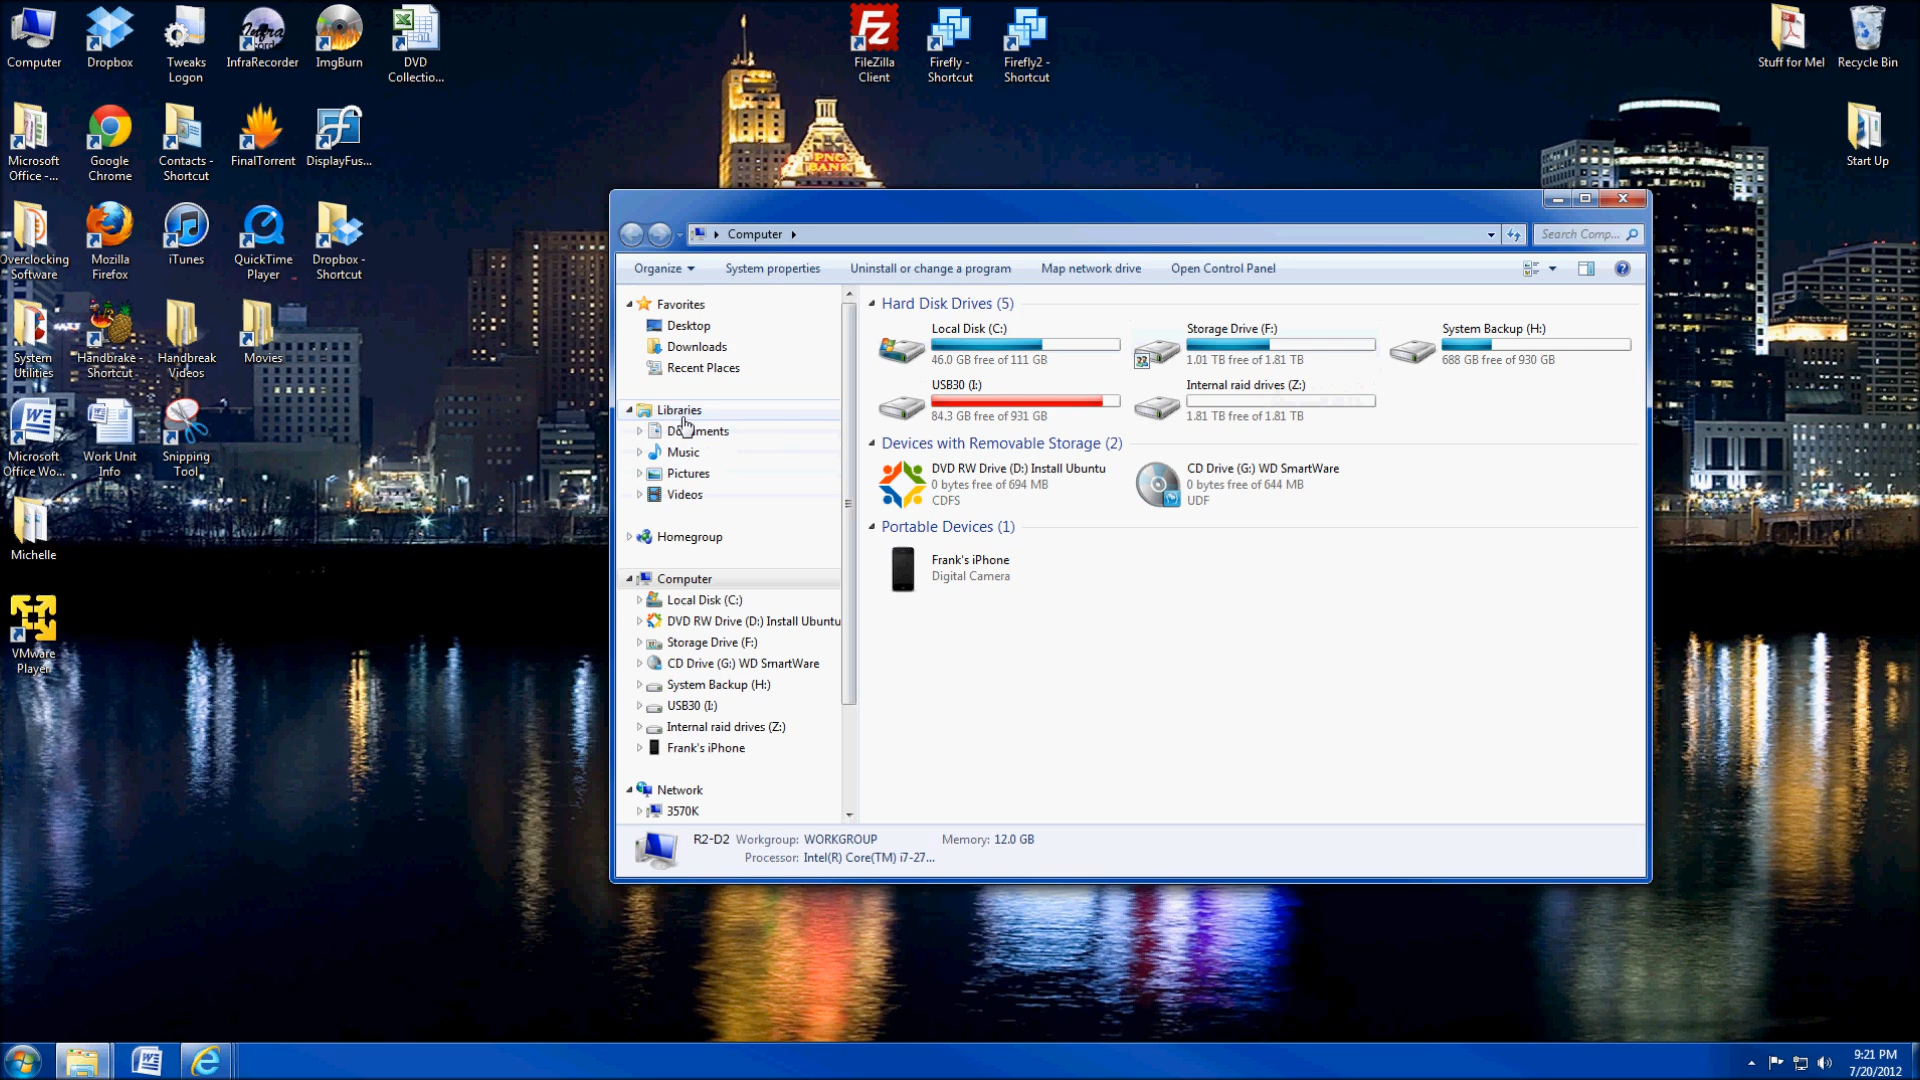 Computer
Dropbox
Tweaks
Logon
InfraRecorder
ImgBurn
DVD
Collectio...
FileZilla
Client
Firefly -
Shortcut
Firefly2 -
Shortcut
Stuff for Me!
Recycle Bin
Microsoft
Office -...
Google
Chrome
Contacts -
Shortcut
FinalTorrent
DisplayFus...
PNC
BANK
Start Up
Overclocking
Software
Mozilla
Firefox
iTunes
QuickTime
Player
Dropbox -
Shortcut
System
Utilities
Handbrake -
Shortcut
Handbreak
Videos
Movies
Microsoft
Office Wo...
Work Unit
Info
Snipping
Tool
Michelle
VMware
Player
Computer
Search Comp...
Organize
System properties
Uninstall or change a program
Map network drive
Open Control Panel
Favorites
Desktop
Downloads
Recent Places
Libraries
Documents
Music
Pictures
Videos
Homegroup
Computer
Local Disk (C:)
DVD RW Drive (D:) Install Ubuntu
Storage Drive (F:)
CD Drive (G:) WD SmartWare
System Backup (H:)
USB30 (I:)
Internal raid drives (Z:)
Frank's iPhone
Network
3570K
Hard Disk Drives (5)
Local Disk (C:)
46.0 GB free of 111 GB
Storage Drive (F:)
1.01 TB free of 1.81 TB
System Backup (H:)
688 GB free of 930 GB
USB30 (I:)
84.3 GB free of 931 GB
Internal raid drives (Z:)
1.81 TB free of 1.81 TB
Devices with Removable Storage (2)
DVD RW Drive (D:) Install Ubuntu
0 bytes free of 694 MB
CDFS
CD Drive (G:) WD SmartWare
0 bytes free of 644 MB
UDF
Portable Devices (1)
Frank's iPhone
Digital Camera
R2-D2 Workgroup: WORKGROUP Memory: 12.0 GB
Processor: Intel(R) Core(TM) i7-27...
9:21 PM
7/20/2012